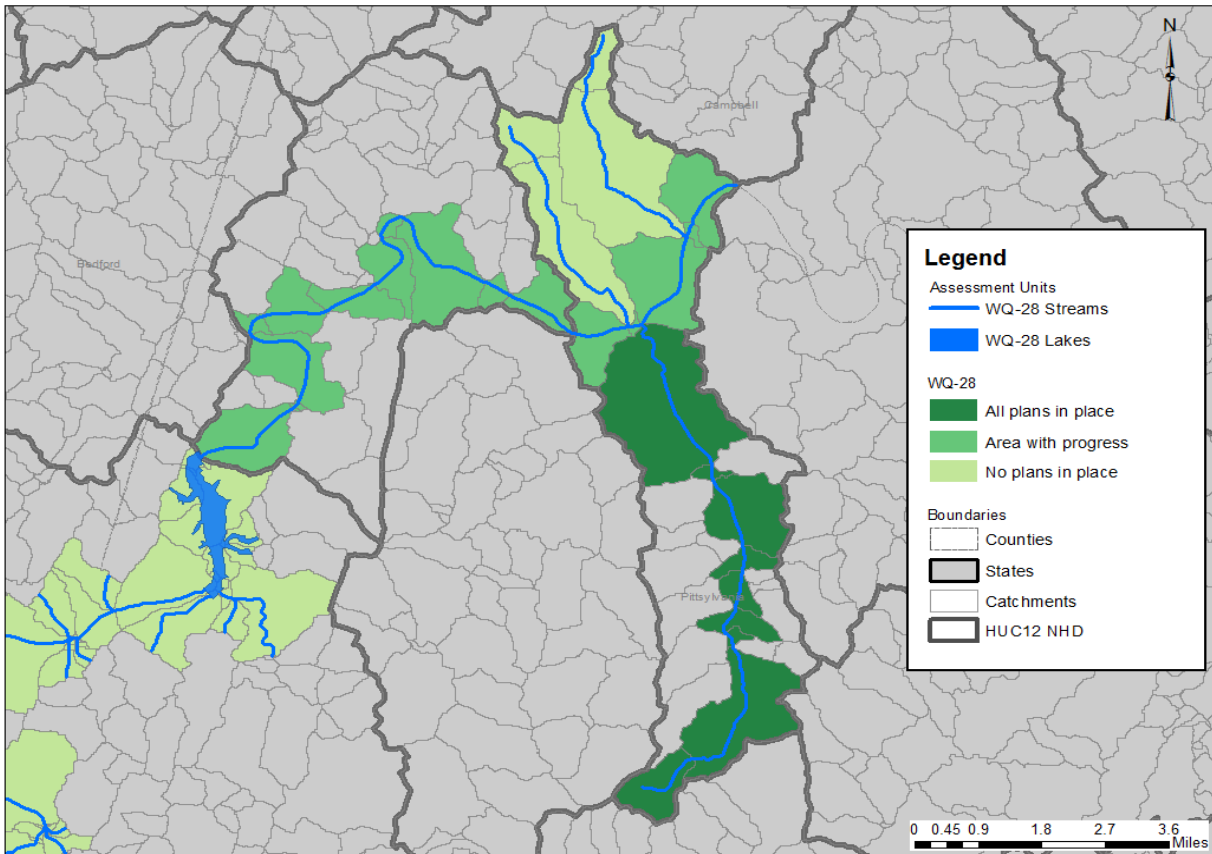 N
Campbell
Bedford
Pittsylvania
Legend
Assessment Units
WQ-28 Streams
WQ-28 Lakes
WQ-28
All plans in place
Area with progress
No plans in place
Boundaries
Counties
States
Catchments
HUC12 NHD
0 0.45 0.9 1.8 2.7 3.6
Miles